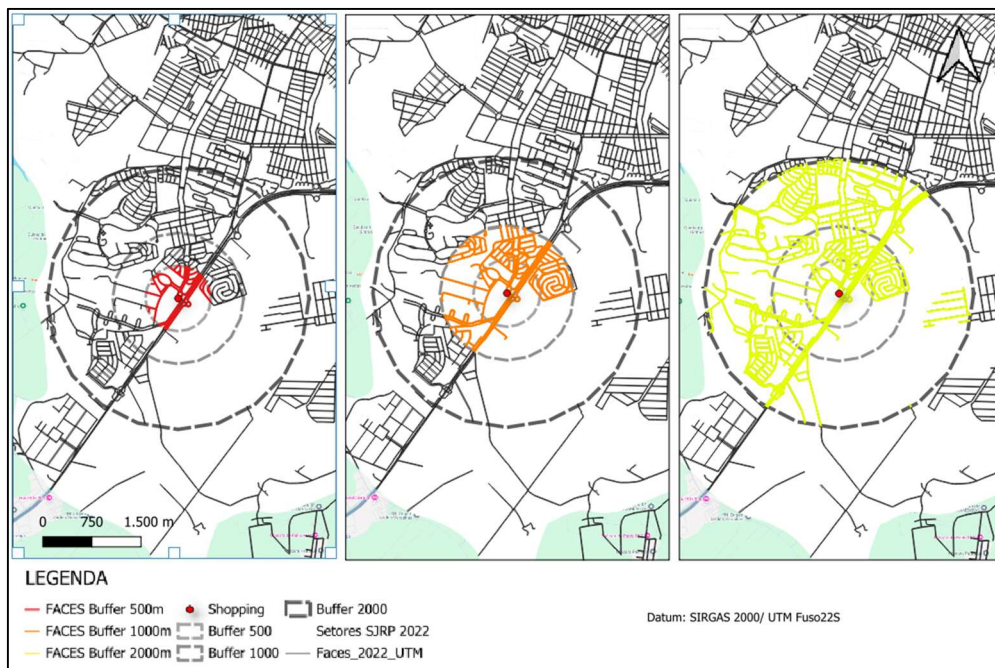 0 750 1.500 m
LEGENDA
FACES Buffer 500m Shopping Buffer 2000
FACES Buffer 1000m Buffer 500 Setores SJRP 2022
FACES Buffer 2000m Buffer 1000 Faces_2022_UTM
Datum: SIRGAS 2000/ UTM Fuso22S